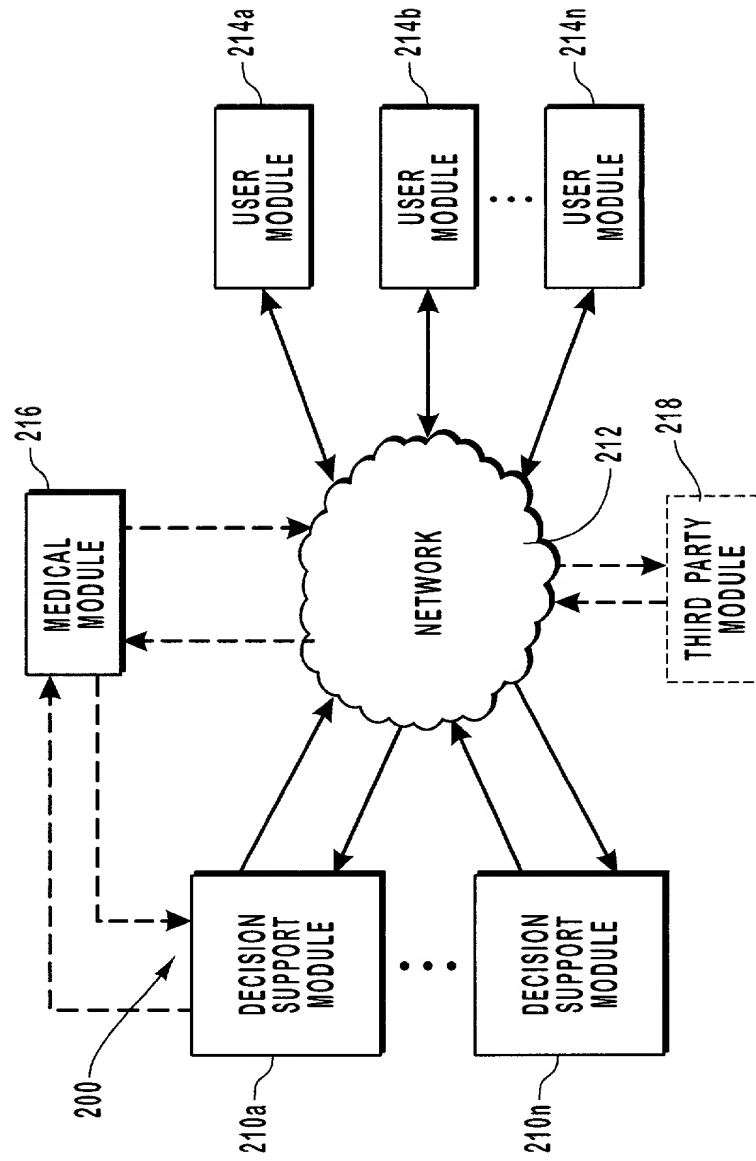 216
MEDICAL
MODULE
200
210a
DECISION
SUPPORT
MODULE
210n
DECISION
SUPPORT
MODULE
NETWORK
212
214a
USER
MODULE
214b
USER
MODULE
214n
USER
MODULE
218
THIRD PARTY
MODULE